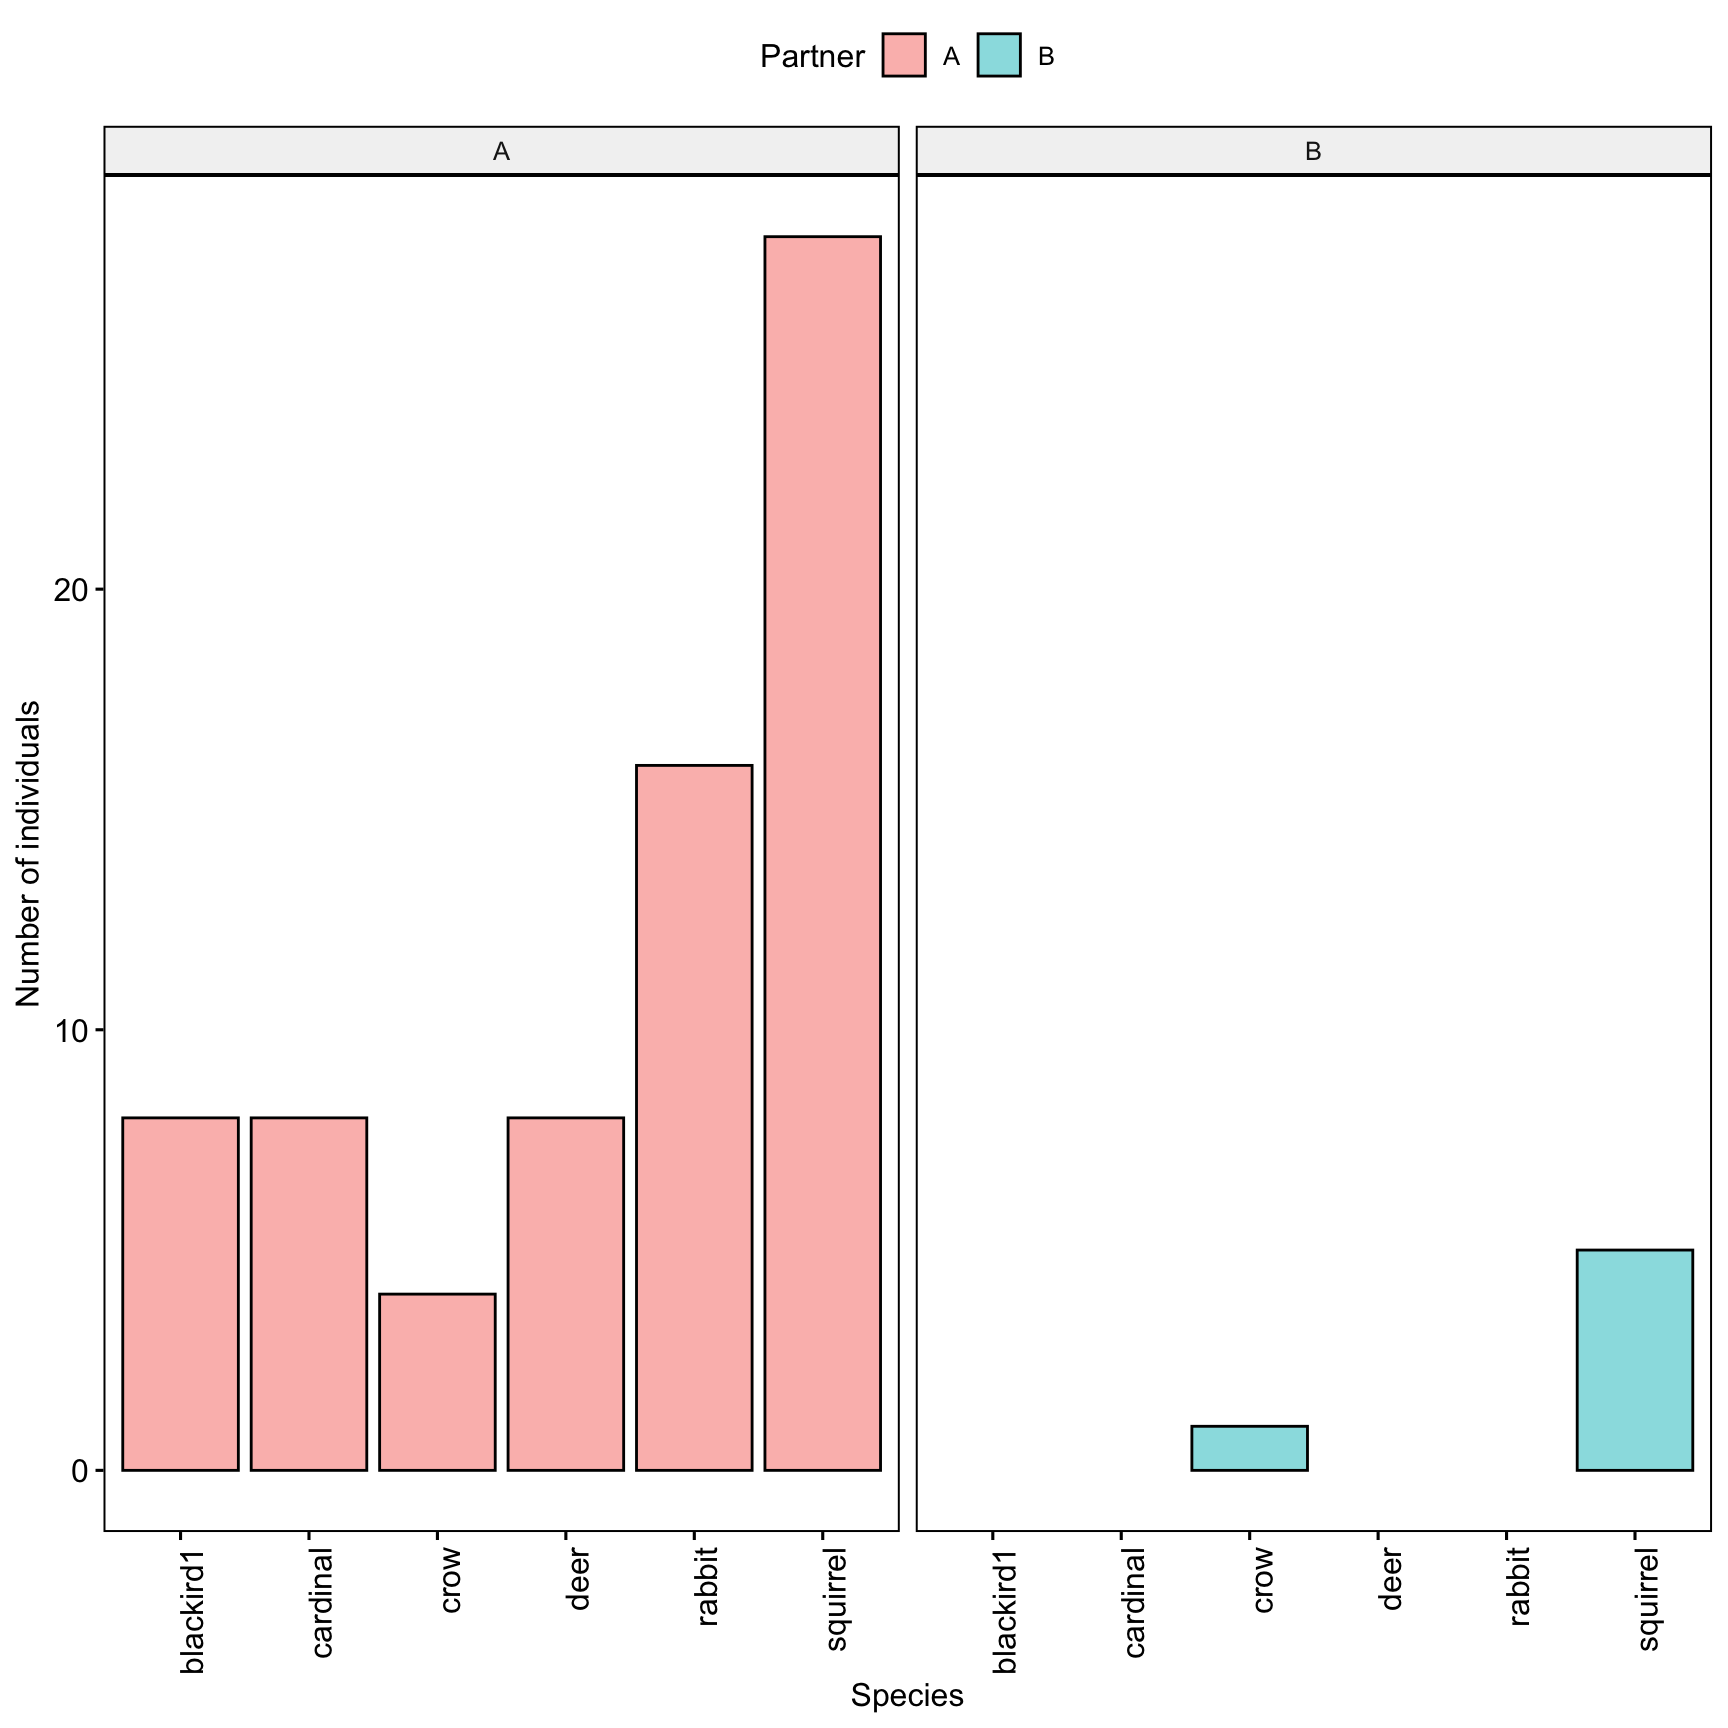 Partner A B
A B
Number of individuals
20
10
0
blackird1 cardinal crow deer rabbit squirrel blackird1 cardinal crow deer rabbit squirrel
Species